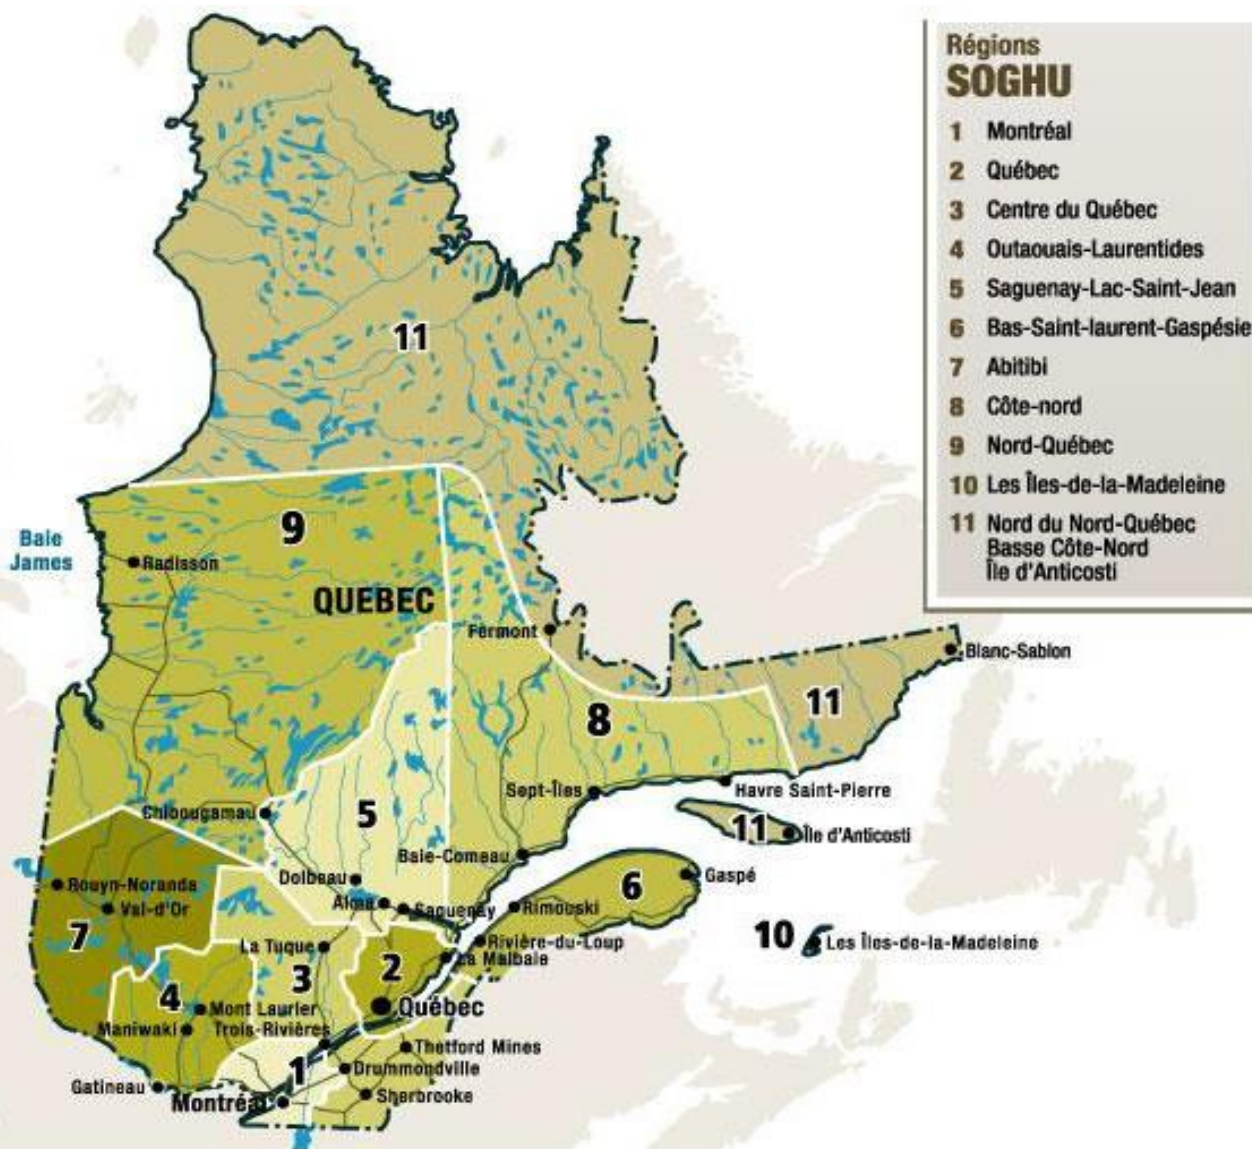 Régions
SOGHU
1 Montréal
2 Québec
3 Centre du Québec
4 Outaouais-Laurentides
5 Saguenay-Lac-Saint-Jean
6 Bas-Saint-laurent-Gaspésie
7 Abitibi
8 Côte-nord
9 Nord-Québec
10 Les Îles-de-la-Madeleine
11 Nord du Nord-Québec
Basse Côte-Nord
Île d'Anticosti
11
9
Baie
James
Radisson
QUEBEC
Fermont
Blanc-Sablon
11
8
Sept-Îles
Havre Saint-Pierre
Chibougamau
5
11
Île d'Anticosti
Baie-Comeau
Dolbeau
Gaspé
6
Rouyn-Noranda
Val-d'Or
Alma
Saguenay
Rimouski
7
La Tuque
Rivière-du-Loup
10
Les Îles-de-la-Madeleine
La Malbaie
3
2
4
Mont Laurier
Québec
Maniwaki
Trois-Rivières
Thetford Mines
1
Drummondville
Gatineau
Montréal
Sherbrooke